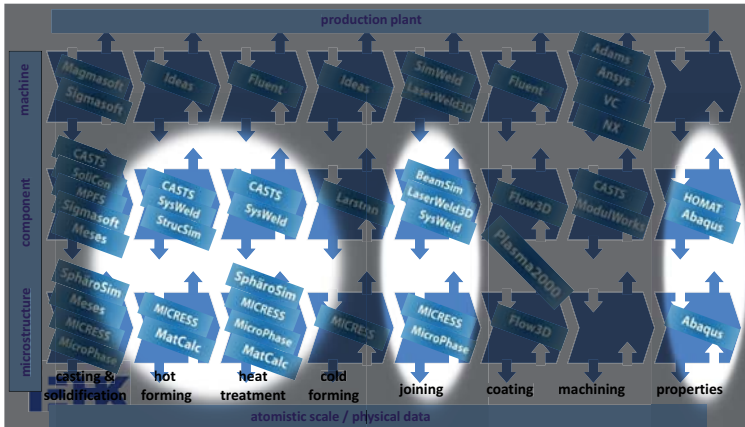 production plant
machine
Magmasoft
Sigmasoft
Ideas
Fluent
Ideas
SimWeld
LaserWeld3D
Fluent
Adams
Ansys
VC
NX
component
CASTS
SoliCon
MPFS
Sigmasoft
Meses
CASTS
SysWeld
StrucSim
CASTS
SysWeld
Larstran
BeamSim
LaserWeld3D
SysWeld
Flow3D
CASTS
ModulWorks
HOMAT
Abaqus
Plasma2000
microstructure
SphäroSim
Meses
MICRESS
MicroPhase
MICRESS
MatCalc
SphäroSim
MICRESS
MicroPhase
MatCalc
MICRESS
MICRESS
MicroPhase
Flow3D
Abaqus
casting &
solidification
hot
forming
heat
treatment
cold
forming
joining
coating
machining
properties
atomistic scale / physical data